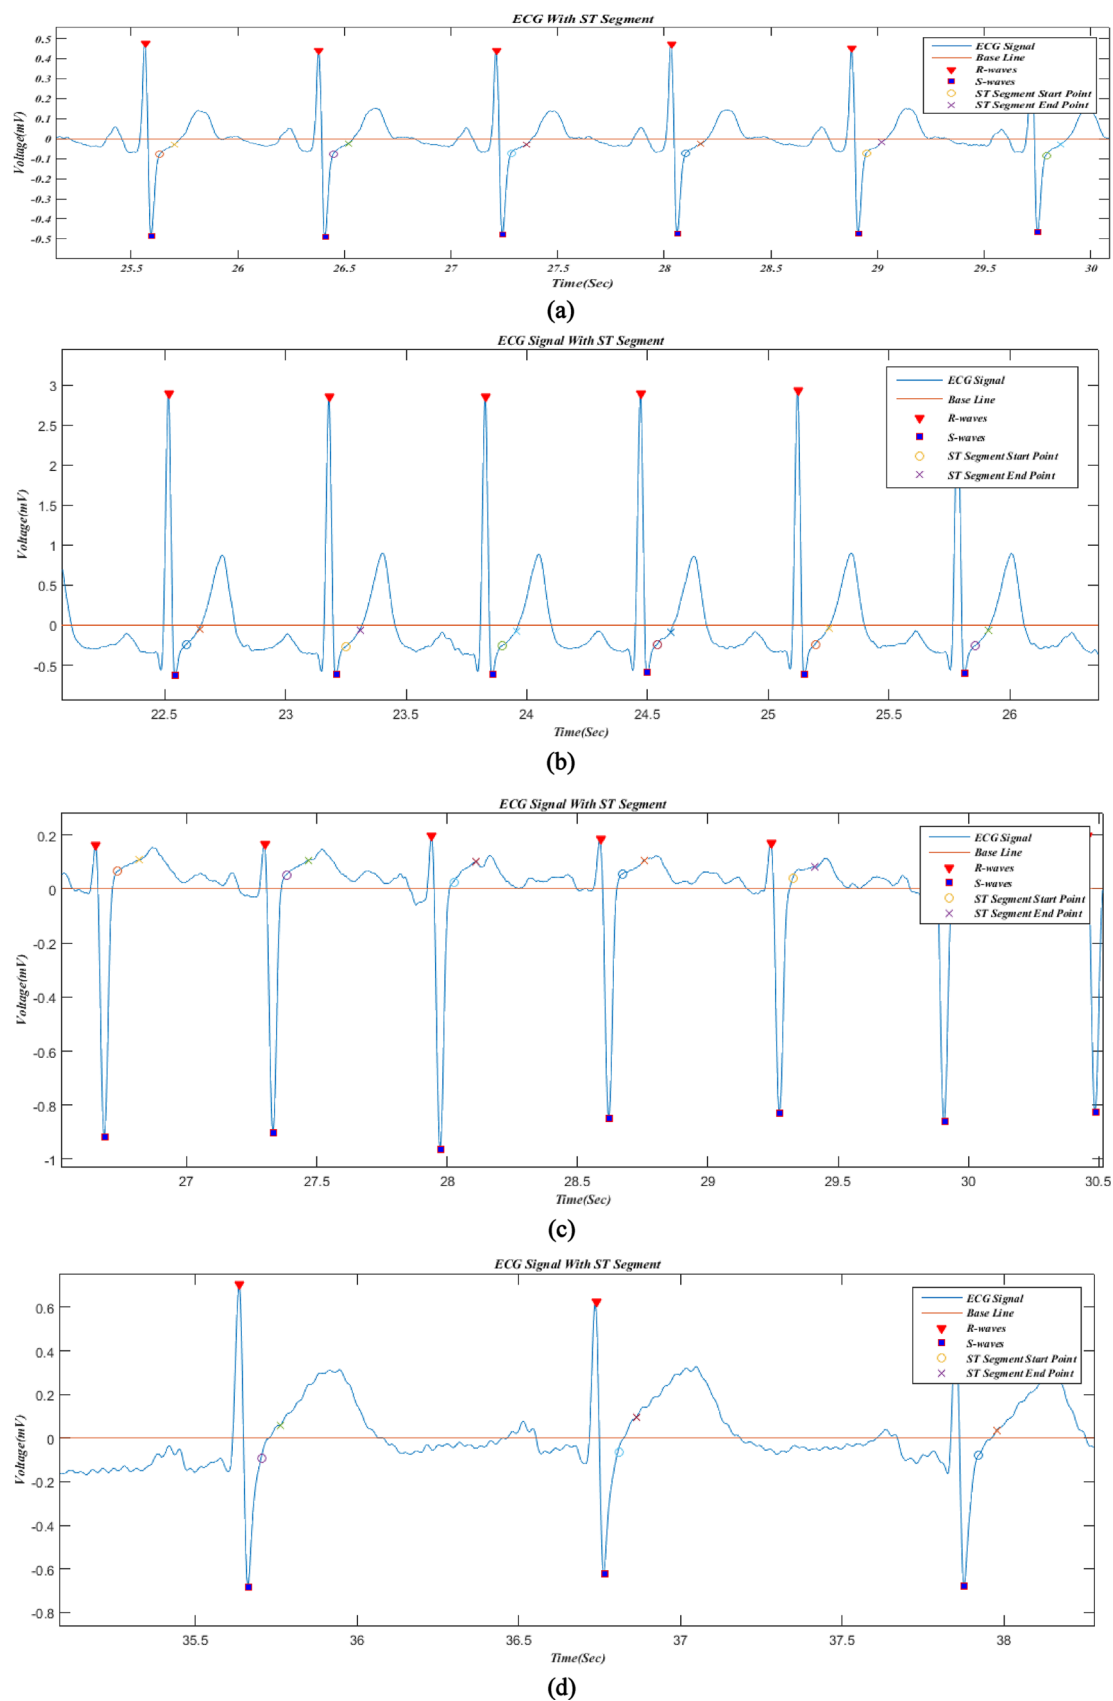 ECG With ST Segment
0.5
0.4
0.3
0.2
0.1
0
-0.1
-0.2
-0.3
-0.4
-0.5
Voltage(mV)
ECG Signal
Base Line
R-waves
S-waves
ST Segment Start Point
ST Segment End Point
25.5 26 26.5 27 27.5 28 28.5 29 29.5 30
Time(Sec)
(a)
ECG Signal With ST Segment
3
2.5
2
1.5
1
0.5
0
-0.5
Voltage(mV)
ECG Signal
Base Line
R-waves
S-waves
ST Segment Start Point
ST Segment End Point
22.5 23 23.5 24 24.5 25 25.5 26
Time(Sec)
(b)
ECG Signal With ST Segment
0.2
0
-0.2
-0.4
-0.6
-0.8
-1
Voltage(mV)
ECG Signal
Base Line
R-waves
S-waves
ST Segment Start Point
ST Segment End Point
27 27.5 28 28.5 29 29.5 30 30.5
Time(Sec)
(c)
ECG Signal With ST Segment
0.6
0.4
0.2
0
-0.2
-0.4
-0.6
-0.8
Voltage(mV)
ECG Signal
Base Line
R-waves
S-waves
ST Segment Start Point
ST Segment End Point
35.5 36 36.5 37 37.5 38
Time(Sec)
(d)